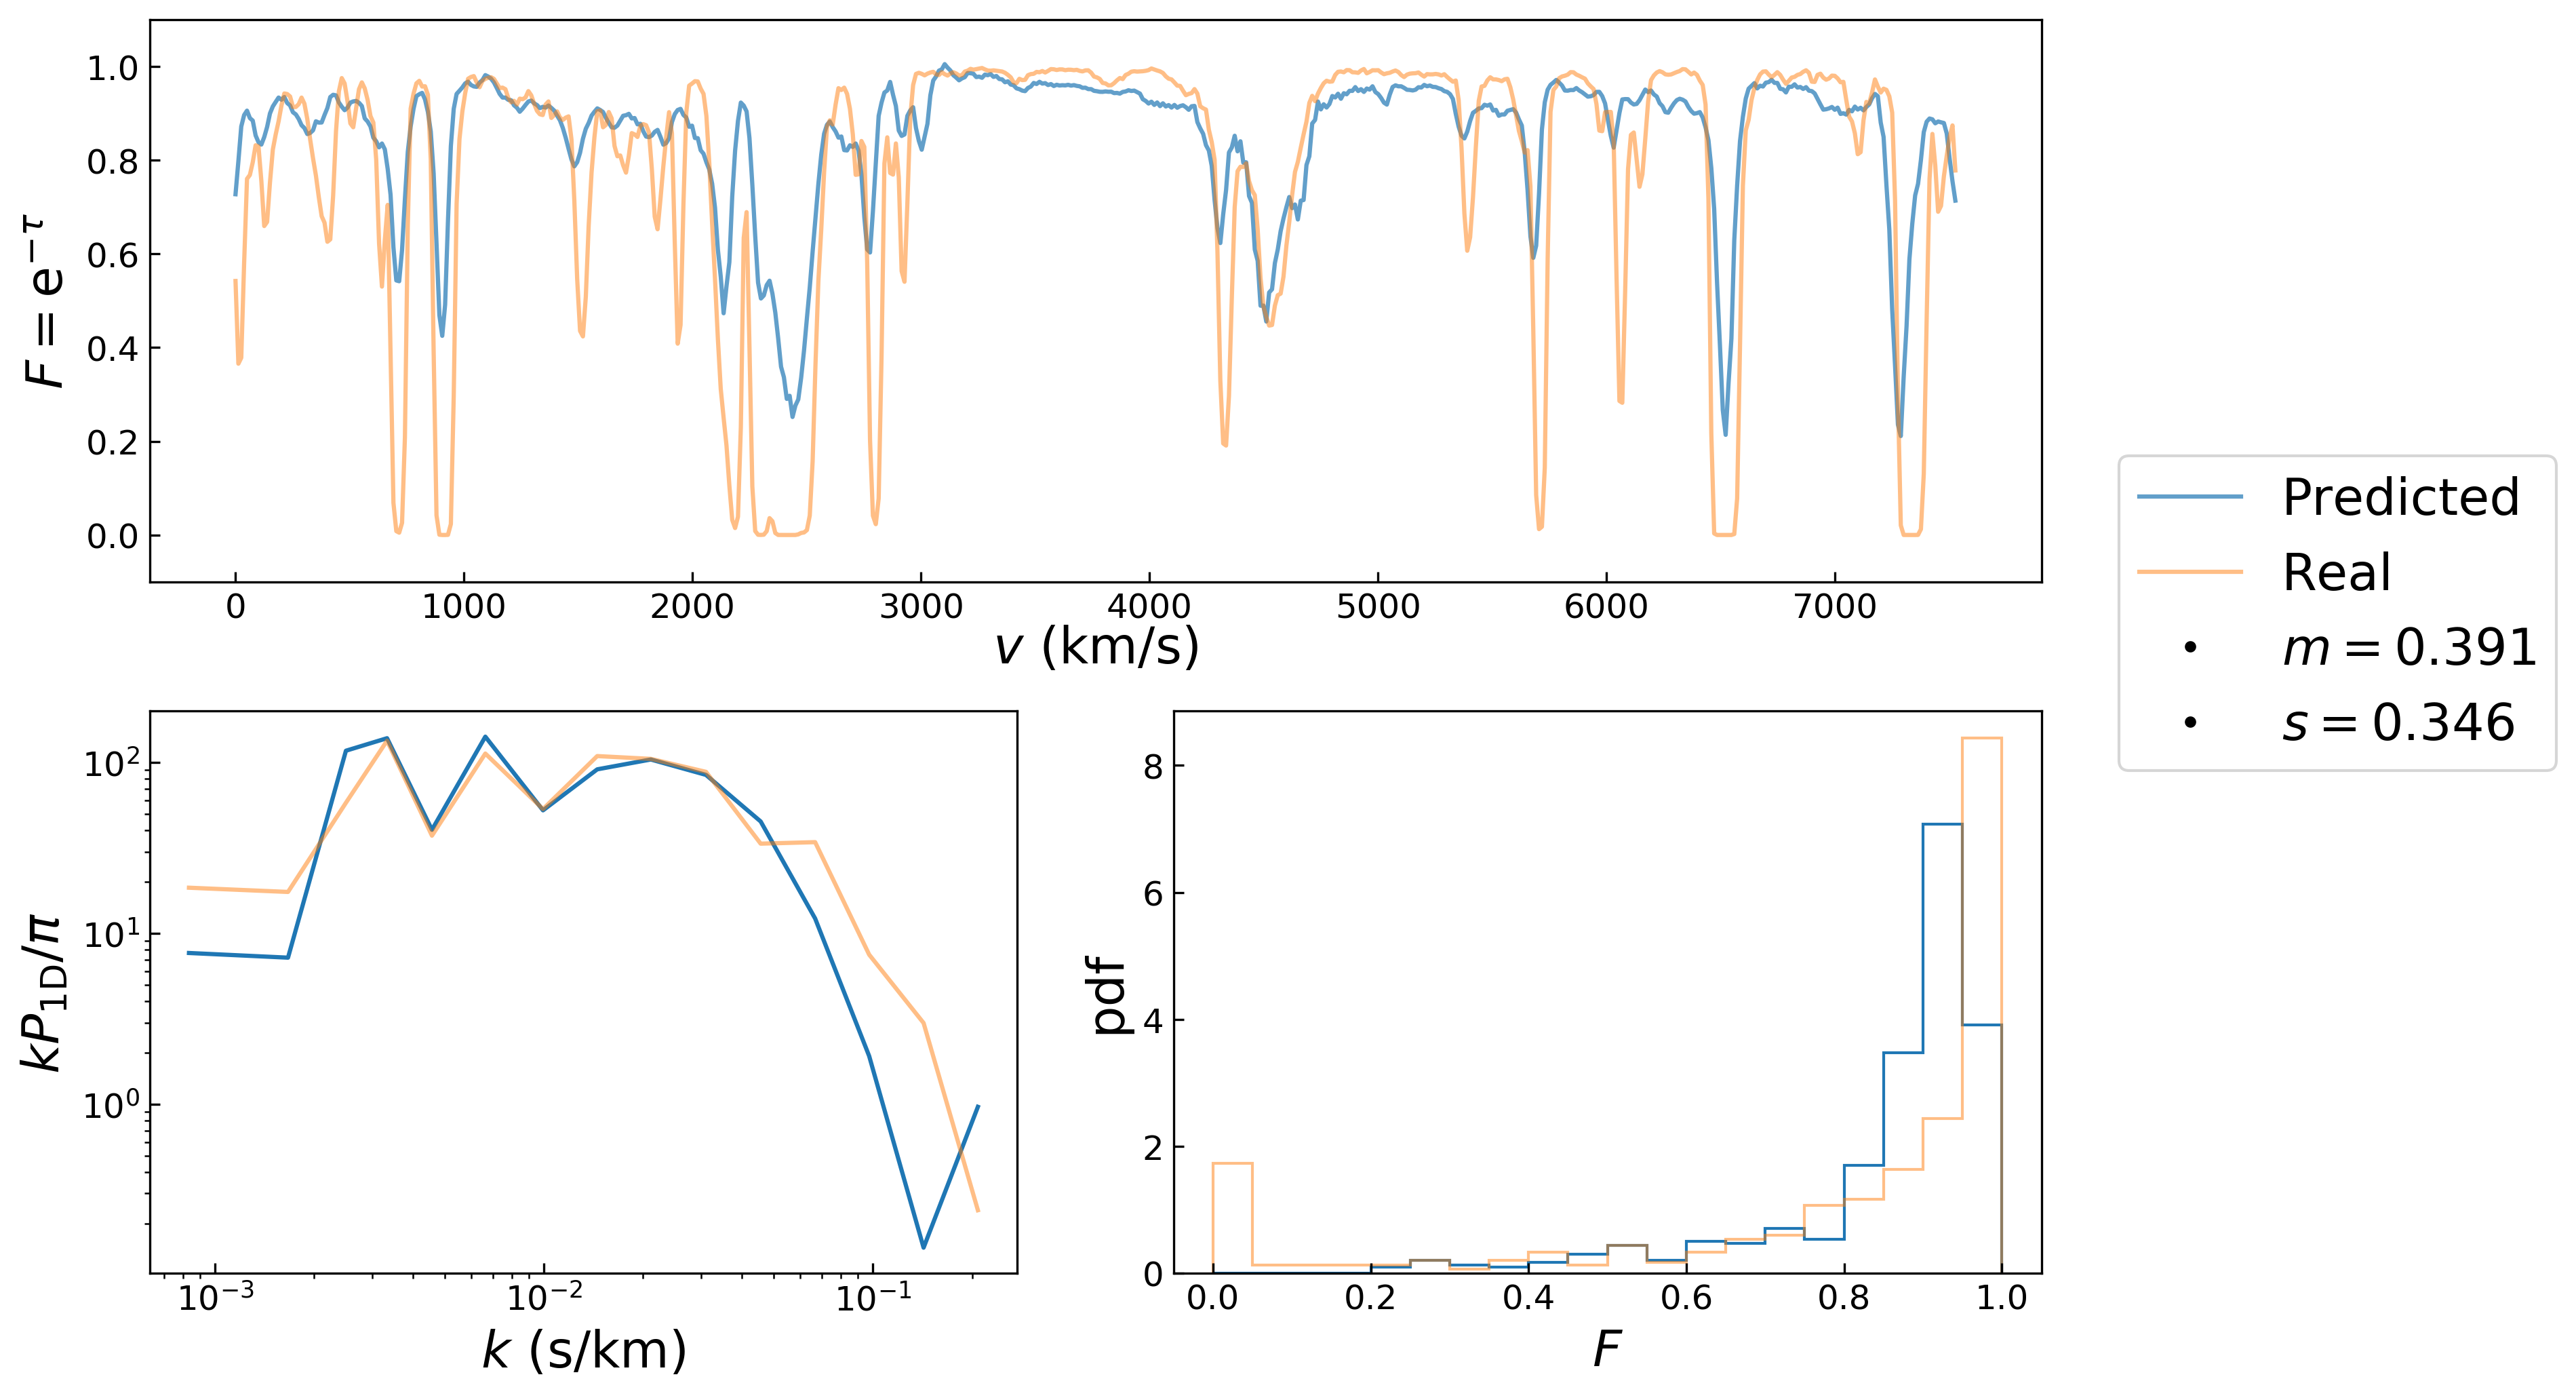 F = e^{−τ}
1.0
0.8
0.6
0.4
0.2
0.0
0 1000 2000 3000 4000 5000 6000 7000
v (km/s)
Predicted
Real
m = 0.391
s = 0.346
kP_{1D}/π
10^2
10^1
10^0
10^{−3} 10^{−2} 10^{−1}
k (s/km)
pdf
8
6
4
2
0
0.0 0.2 0.4 0.6 0.8 1.0
F